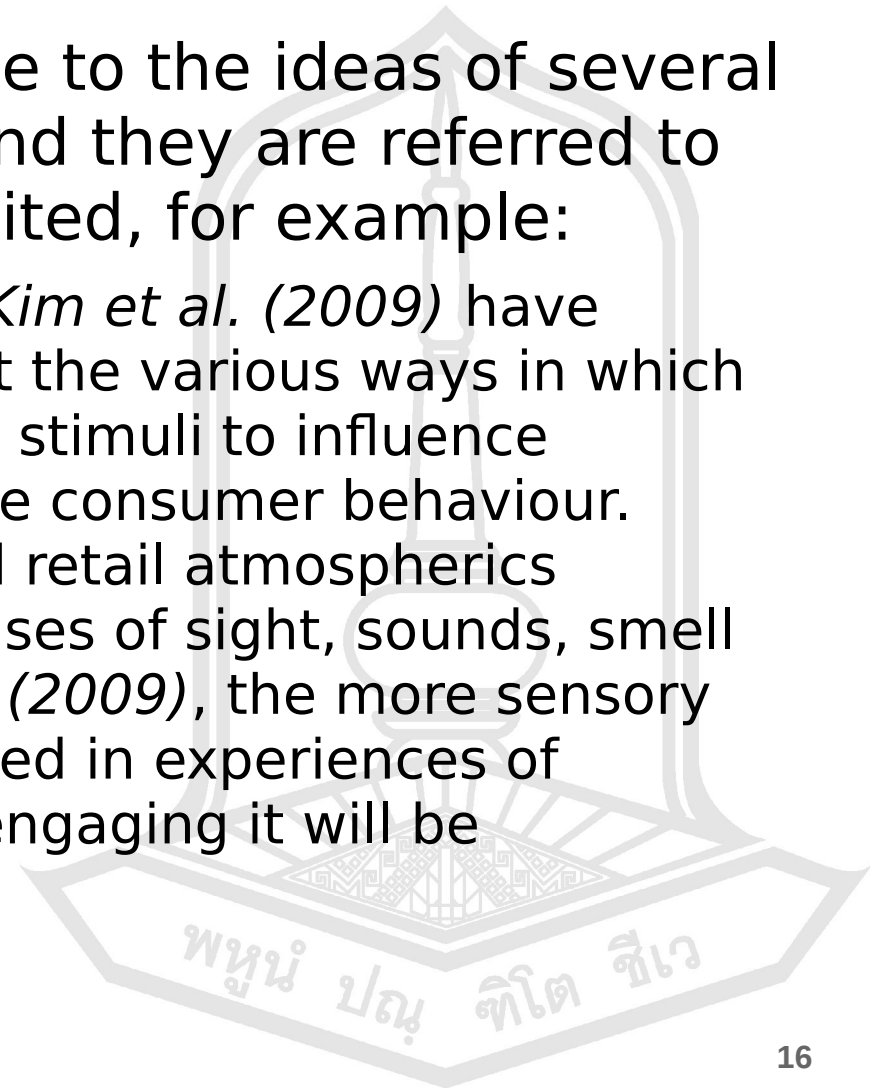 e to the ideas of several
nd they are referred to
ited, for example:
Kim et al. (2009) have
t the various ways in which
stimuli to influence
e consumer behaviour.
l retail atmospherics
ses of sight, sounds, smell
(2009), the more sensory
ed in experiences of
engaging it will be
พหูนํ ปณฺฑิโต ชีเว
16